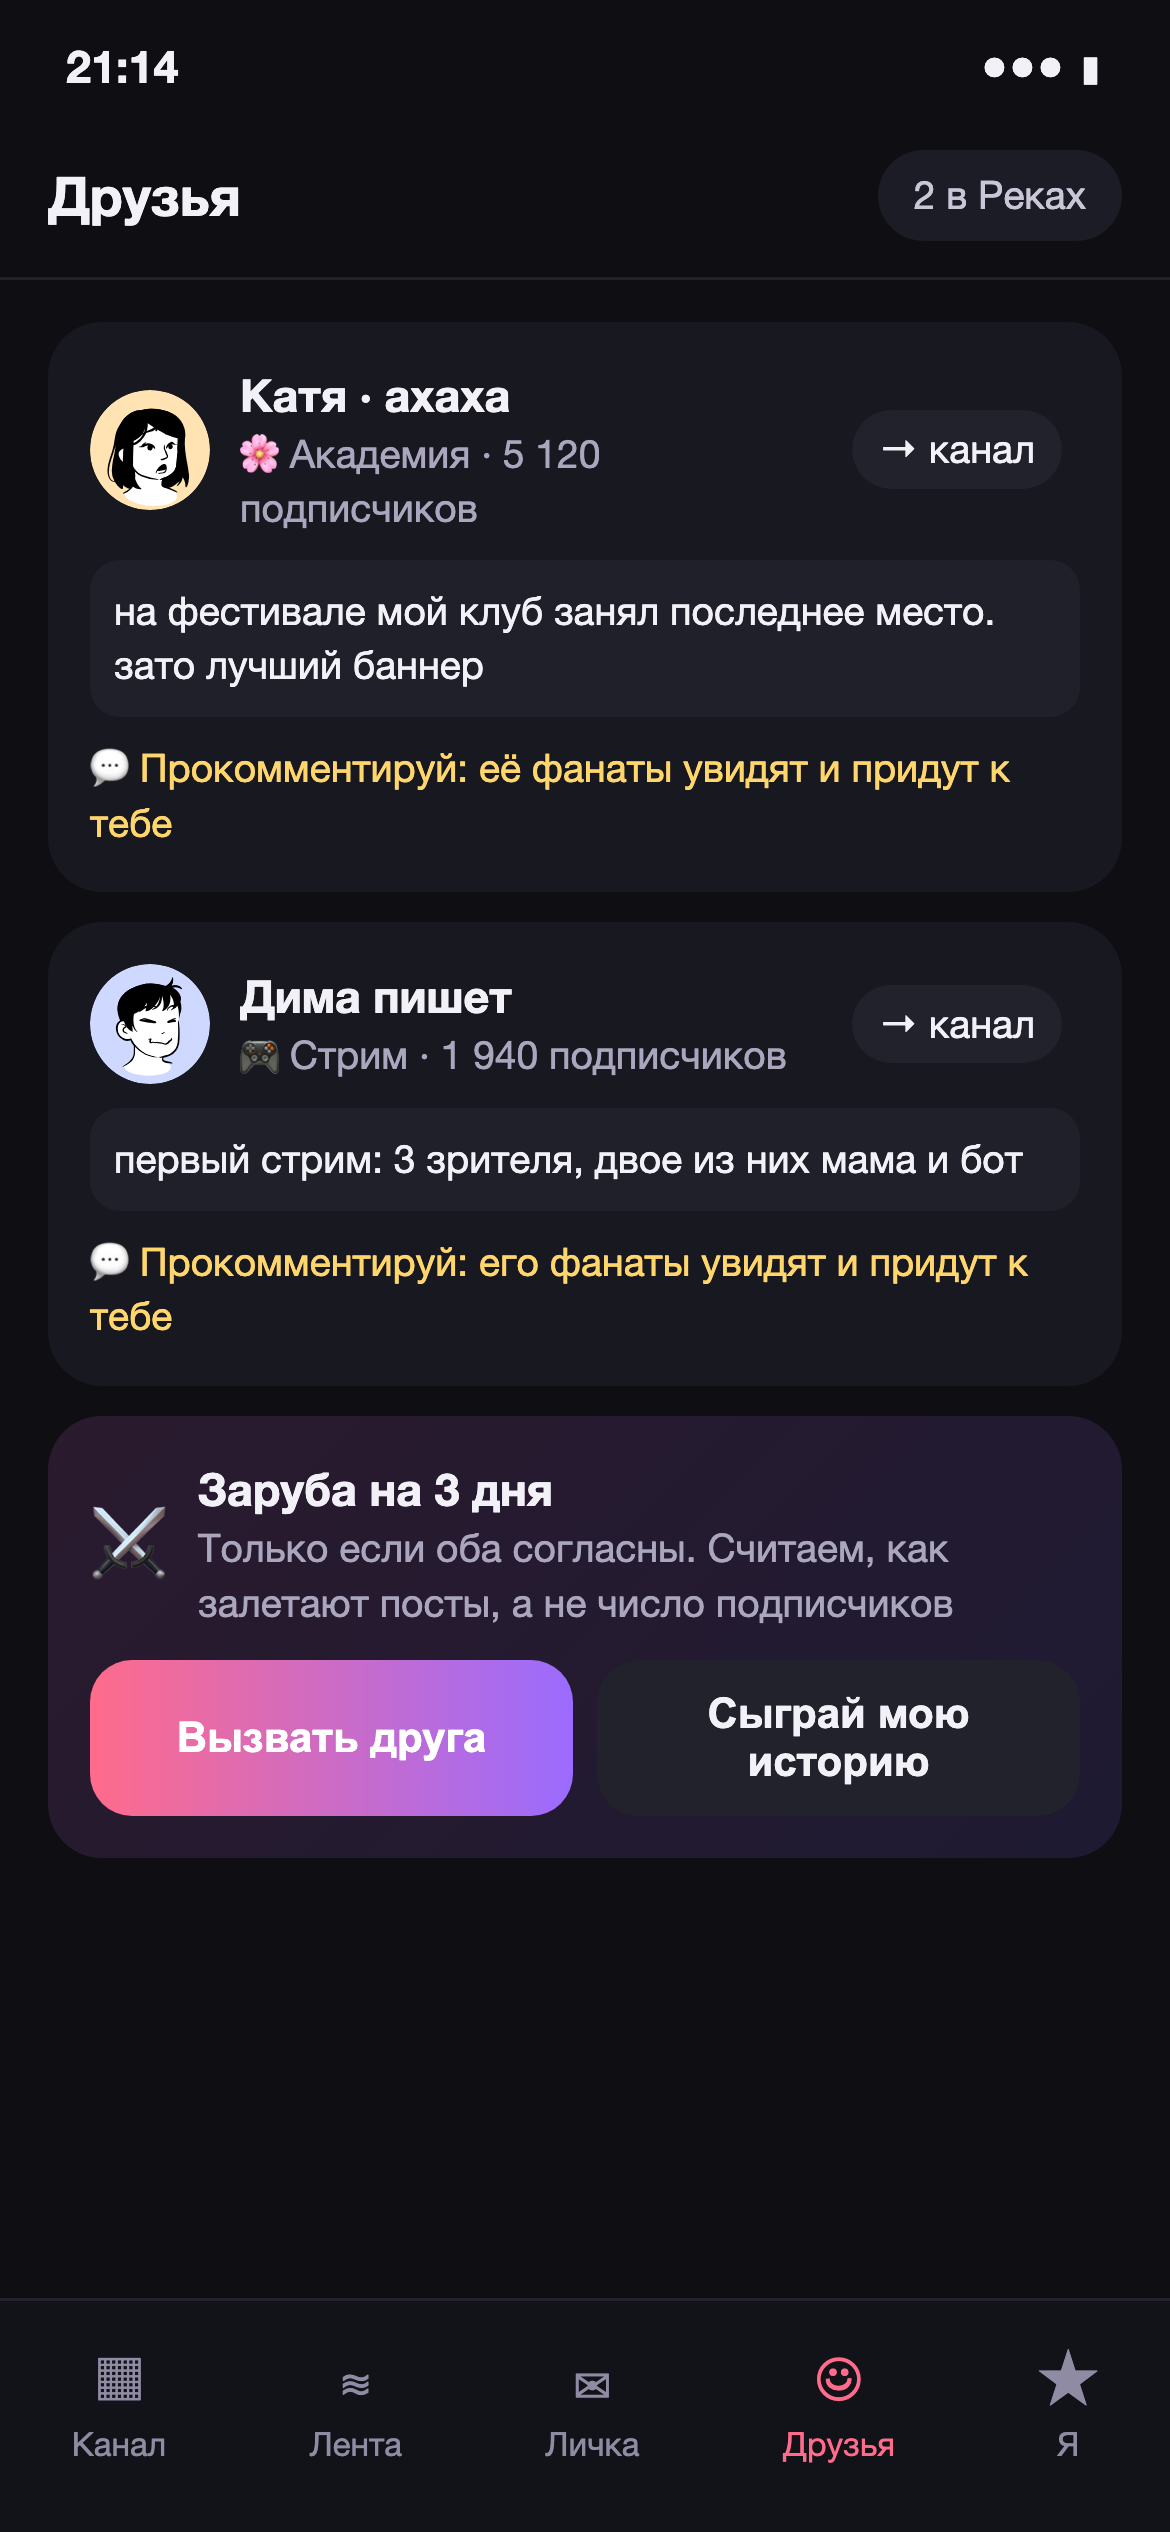 21:14
Друзья
2 в Реках
Катя · ахаха
🌸 Академия · 5 120
подписчиков
→ канал
на фестивале мой клуб занял последнее место.
зато лучший баннер
💬 Прокомментируй: её фанаты увидят и придут к
тебе
Дима пишет
🎮 Стрим · 1 940 подписчиков
→ канал
первый стрим: 3 зрителя, двое из них мама и бот
💬 Прокомментируй: его фанаты увидят и придут к
тебе
Заруба на 3 дня
Только если оба согласны. Считаем, как
залетают посты, а не число подписчиков
Вызвать друга
Сыграй мою
историю
Канал
Лента
Личка
Друзья
Я